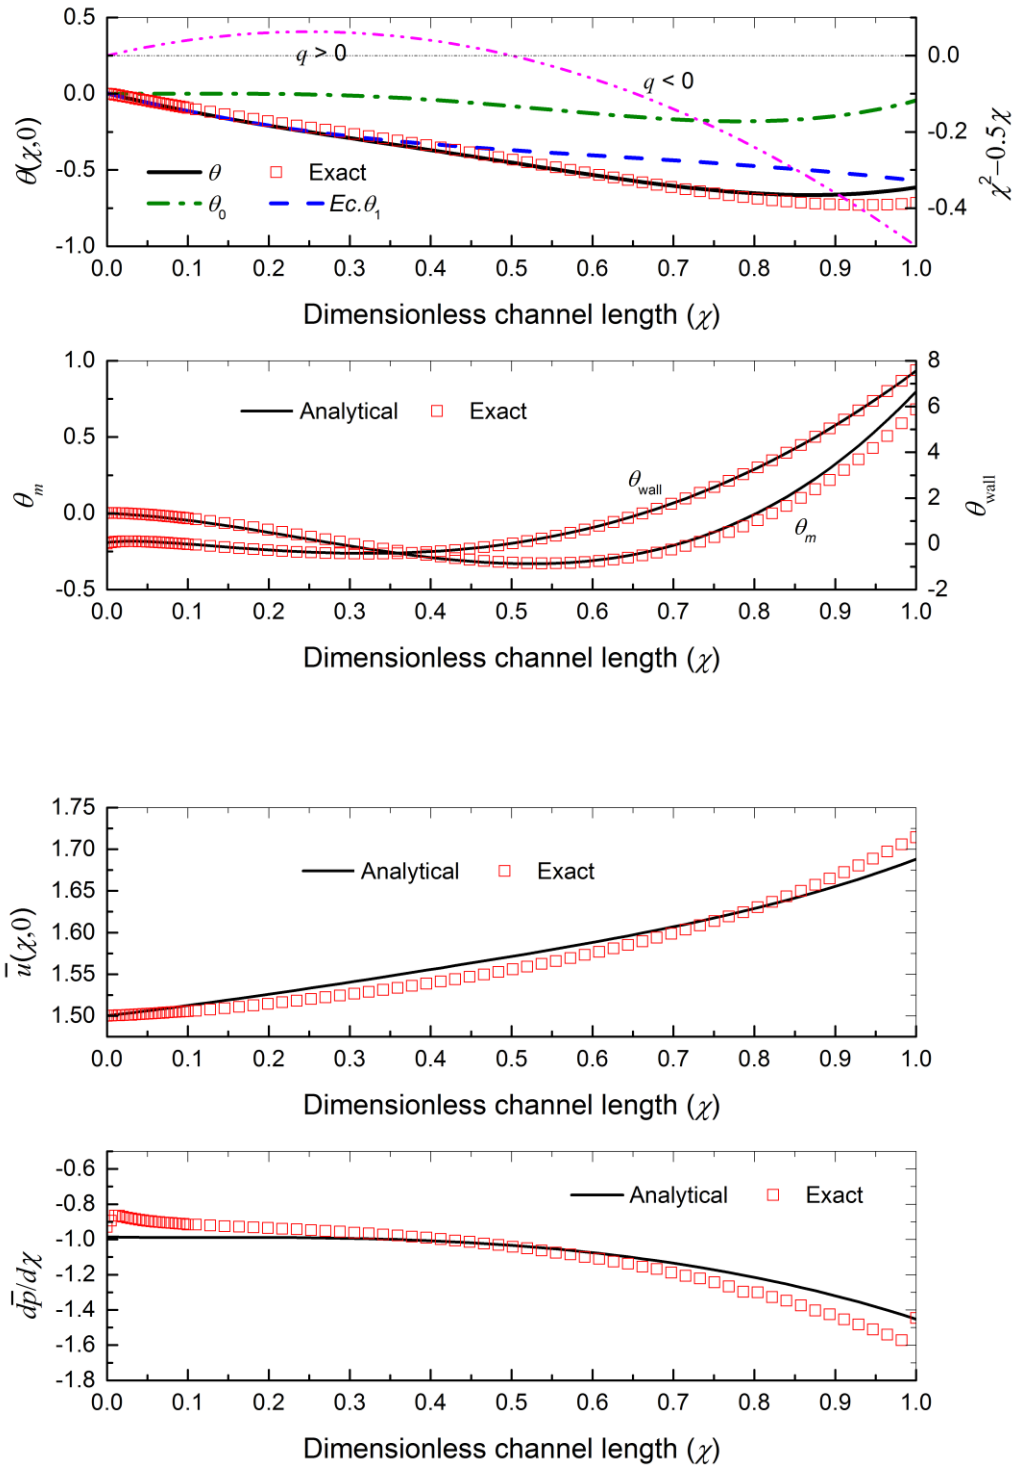 0.5
0.0
-0.5
-1.0
θ(χ,0)
q > 0
q < 0
θ
Exact
θ₀
Ec.θ₁
0.0
-0.2
-0.4
χ²−0.5χ
0.0 0.1 0.2 0.3 0.4 0.5 0.6 0.7 0.8 0.9 1.0
Dimensionless channel length (χ)
1.0
0.5
0.0
-0.5
θm
Analytical
Exact
θwall
θm
8
6
4
2
0
-2
θwall
0.0 0.1 0.2 0.3 0.4 0.5 0.6 0.7 0.8 0.9 1.0
Dimensionless channel length (χ)
1.75
1.70
1.65
1.60
1.55
1.50
u̅(χ,0)
Analytical
Exact
0.0 0.1 0.2 0.3 0.4 0.5 0.6 0.7 0.8 0.9 1.0
Dimensionless channel length (χ)
-0.6
-0.8
-1.0
-1.2
-1.4
-1.6
-1.8
dp̅/dχ
Analytical
Exact
0.0 0.1 0.2 0.3 0.4 0.5 0.6 0.7 0.8 0.9 1.0
Dimensionless channel length (χ)